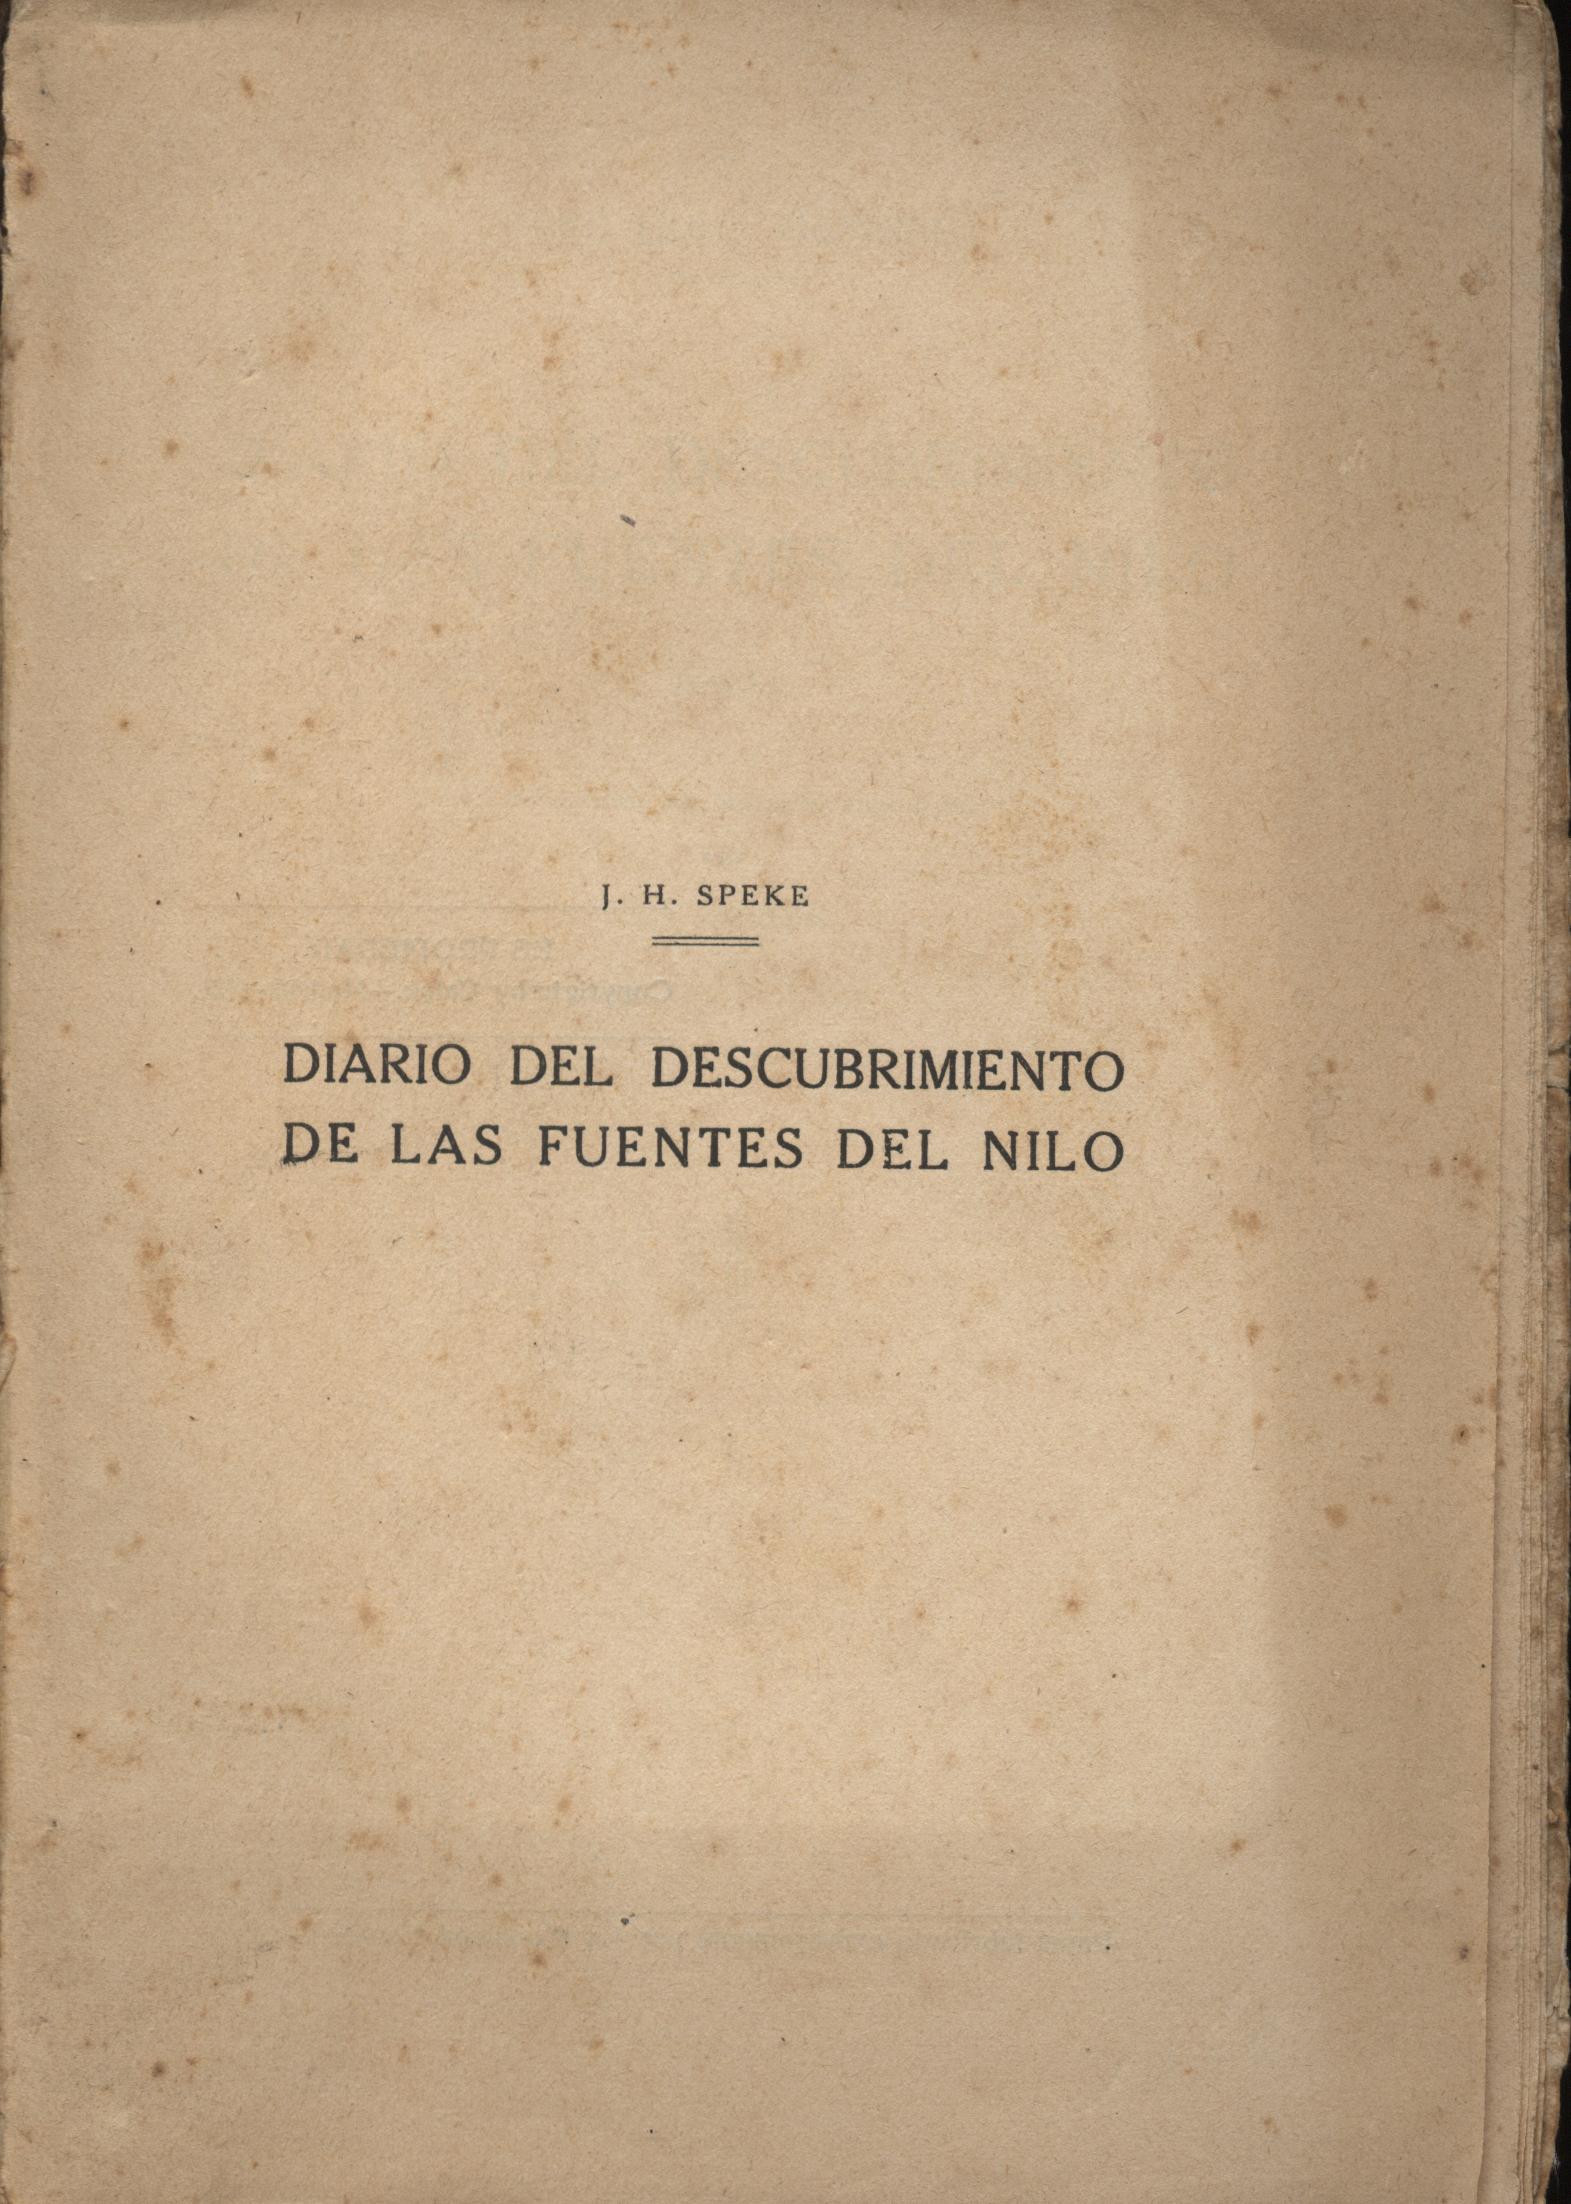 J. H. SPEKE
DIARIO DEL DESCUBRIMIENTO
DE LAS FUENTES DEL NILO